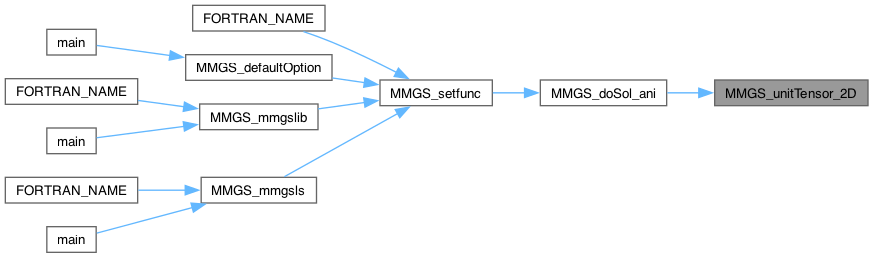 FORTRAN_NAME
main
MMGS_defaultOption
FORTRAN_NAME
MMGS_setfunc
MMGS_doSol_ani
MMGS_unitTensor_2D
MMGS_mmgslib
main
FORTRAN_NAME
MMGS_mmgsls
main